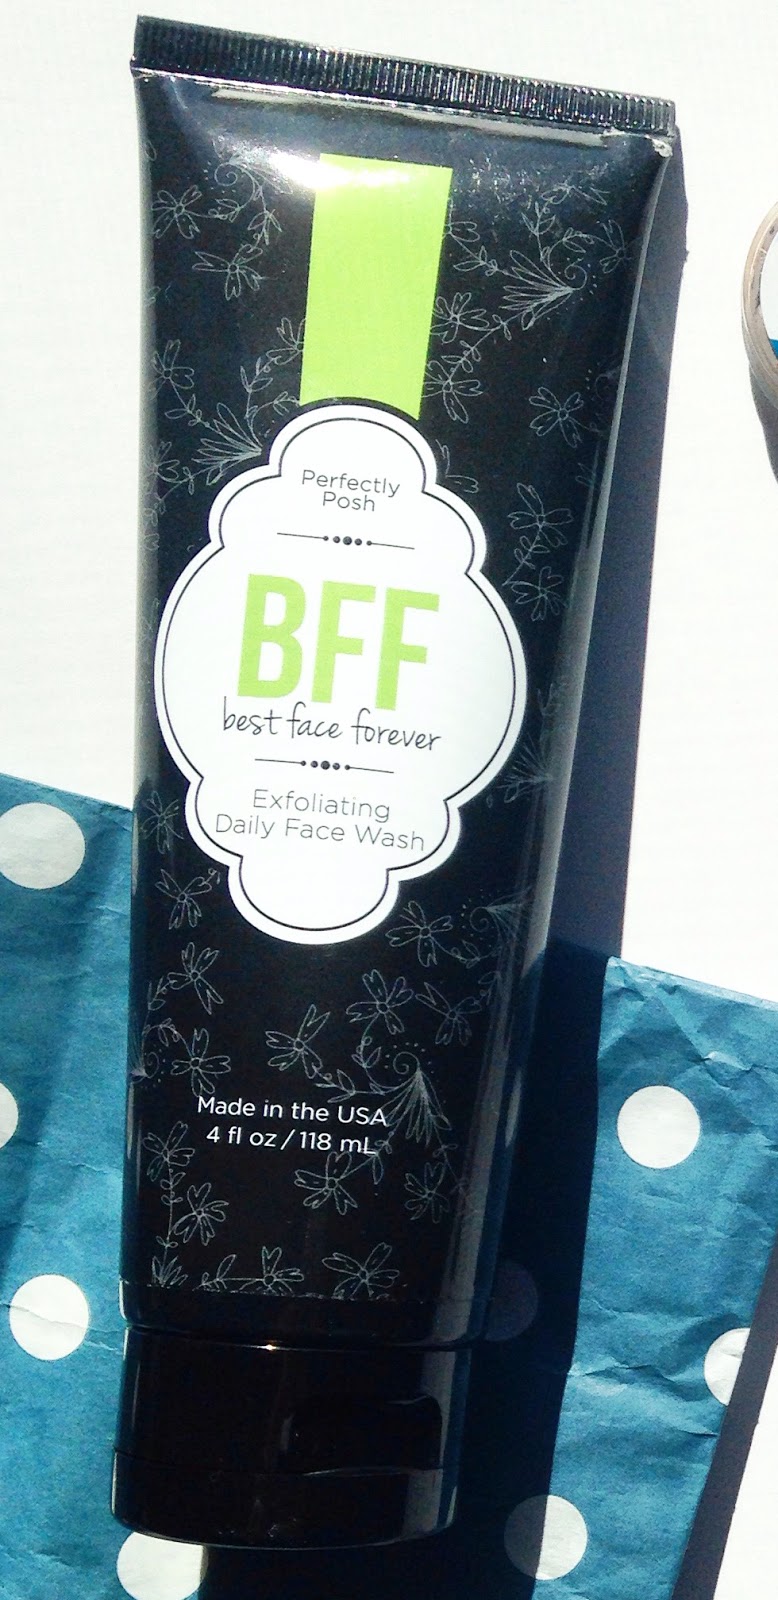 Perfectly
Posh
BFF
best face forever
Exfoliating
Daily Face Wash
Made in the USA
4 fl oz / 118 mL